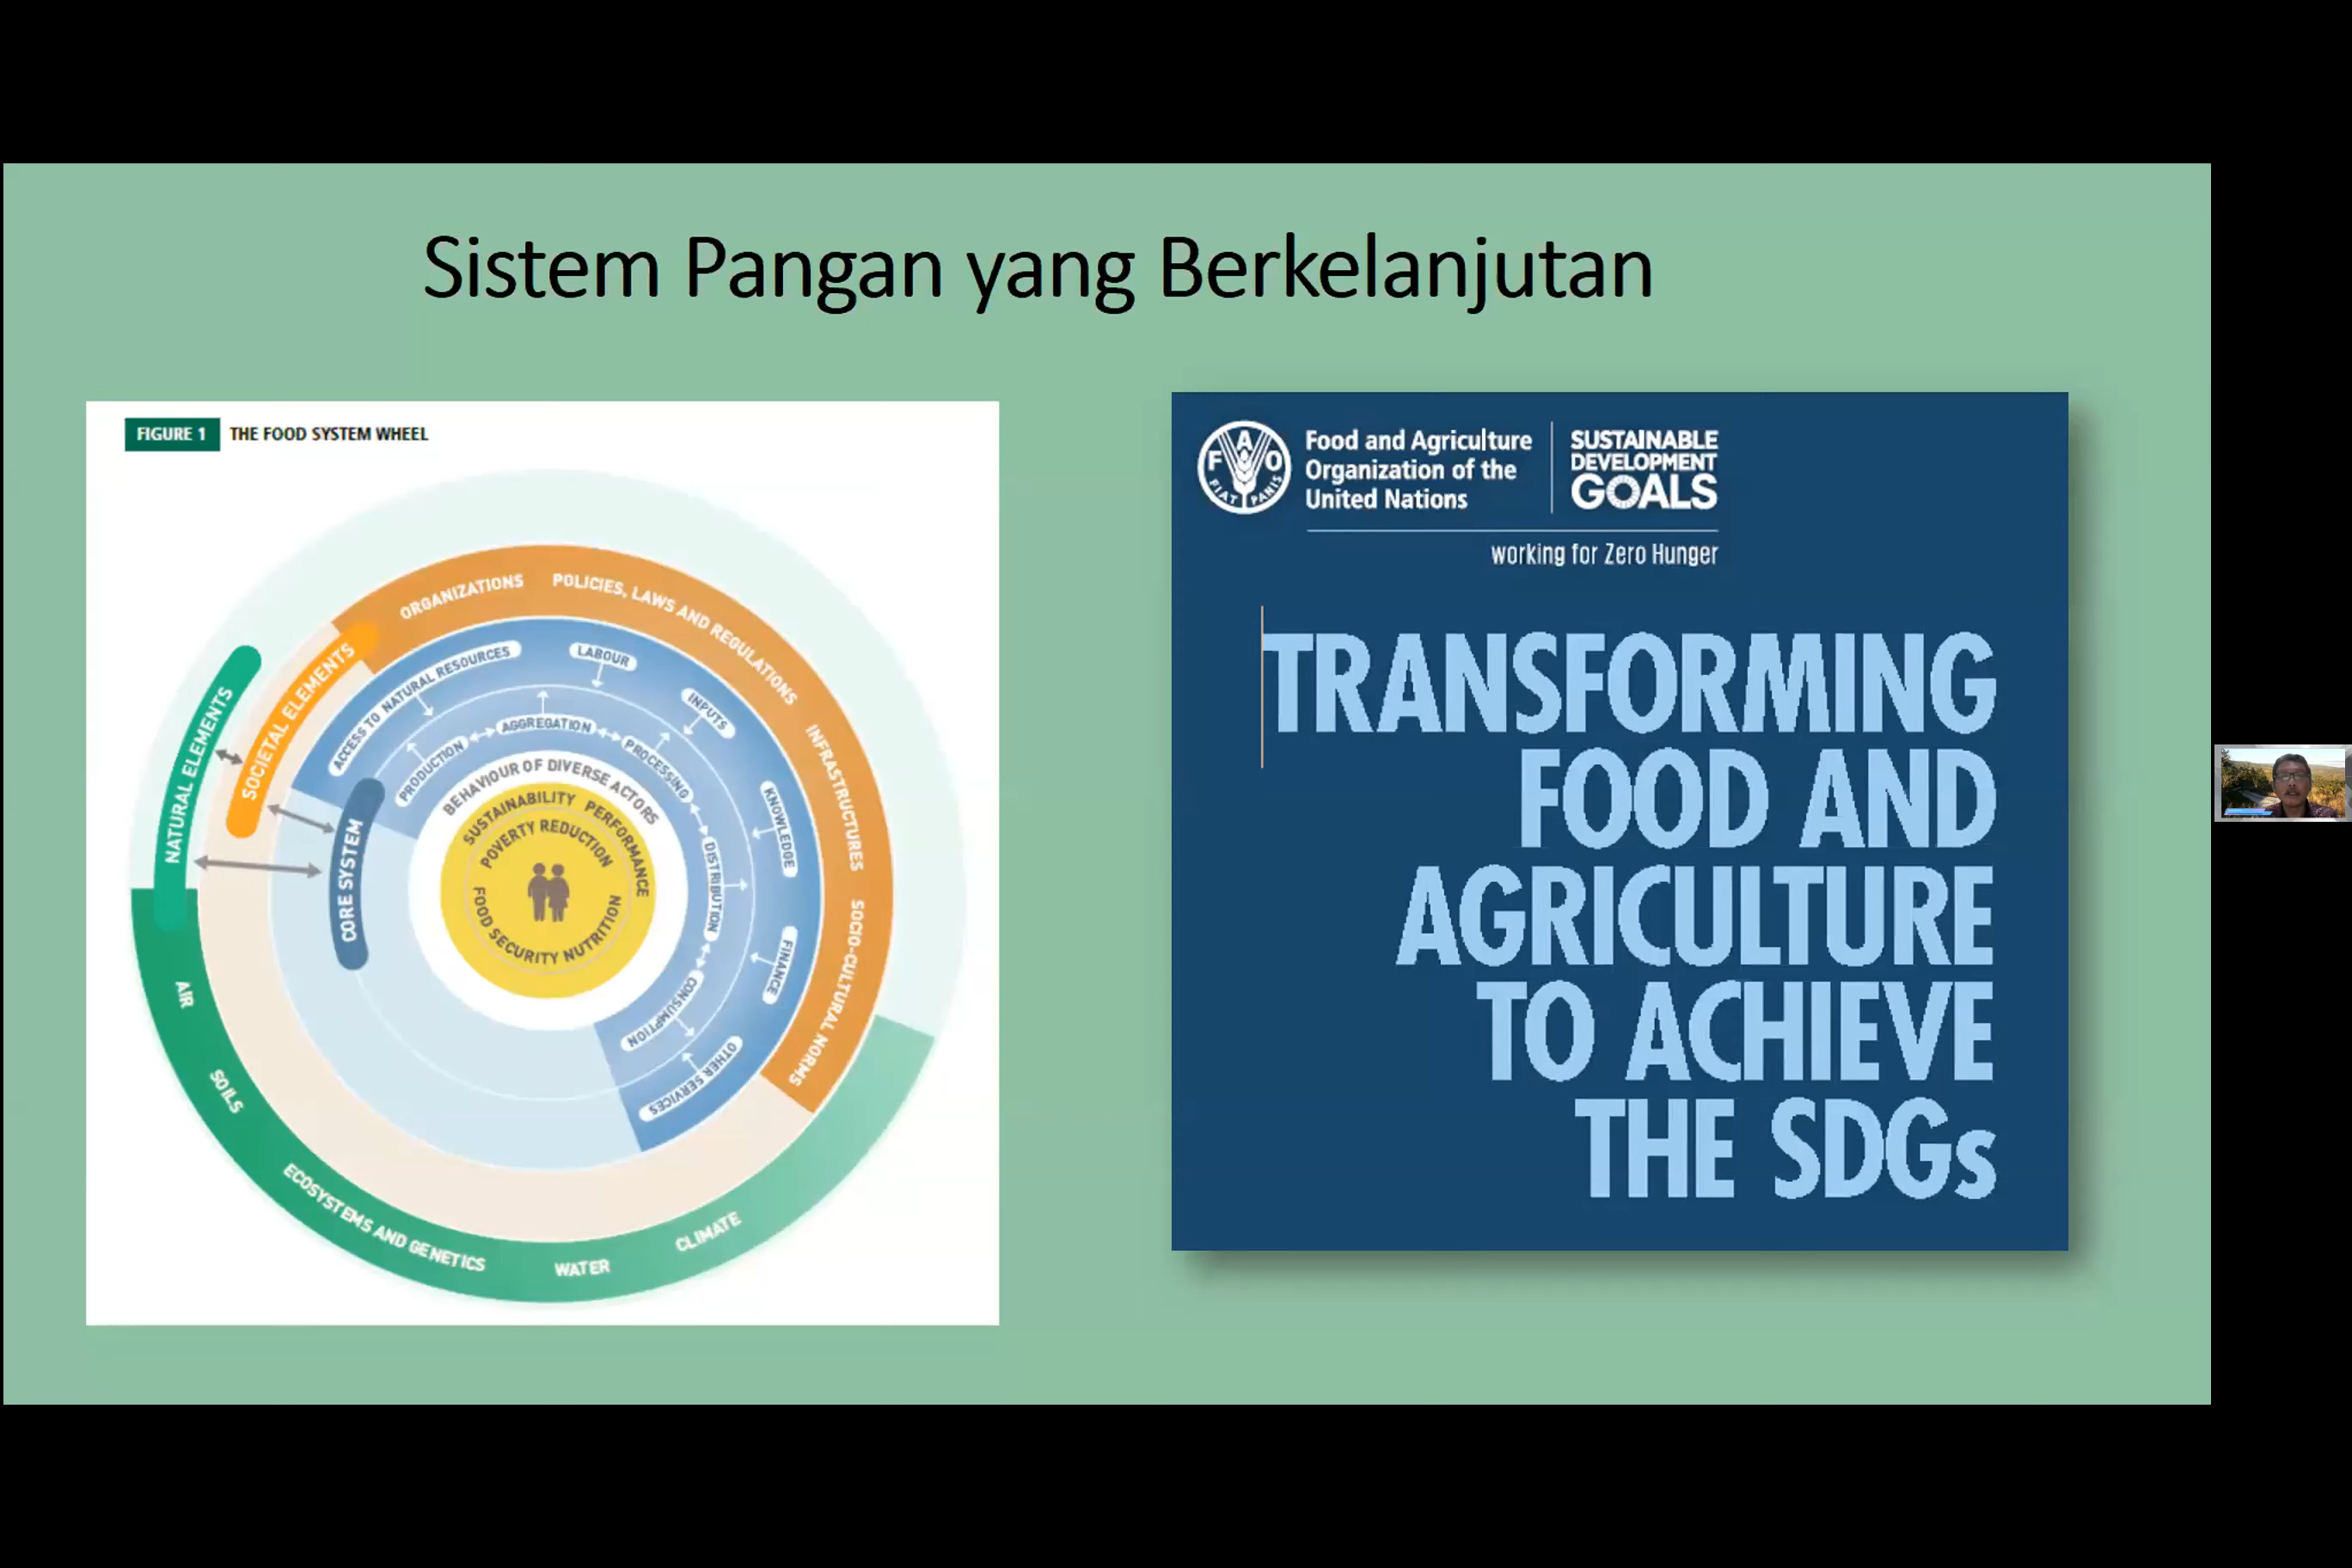 Sistem Pangan yang Berkelanjutan
FIGURE 1 THE FOOD SYSTEM WHEEL
NATURAL ELEMENTS
SOCIETAL ELEMENTS
CORE SYSTEM
ORGANIZATIONS
POLICIES, LAWS AND REGULATIONS
INFRASTRUCTURES
SOCIO-CULTURAL NORMS
ACCESS TO NATURAL RESOURCES
LABOUR
INPUTS
KNOWLEDGE
FINANCE
OTHER SERVICES
PRODUCTION
AGGREGATION
PROCESSING
DISTRIBUTION
CONSUMPTION
BEHAVIOUR OF DIVERSE ACTORS
SUSTAINABILITY PERFORMANCE
POVERTY REDUCTION
FOOD SECURITY NUTRITION
AIR
SOILS
ECOSYSTEMS AND GENETICS
WATER
CLIMATE
FAO
FIAT PANIS
Food and Agriculture
Organization of the
United Nations
SUSTAINABLE
DEVELOPMENT
GOALS
working for Zero Hunger
TRANSFORMING
FOOD AND
AGRICULTURE
TO ACHIEVE
THE SDGs